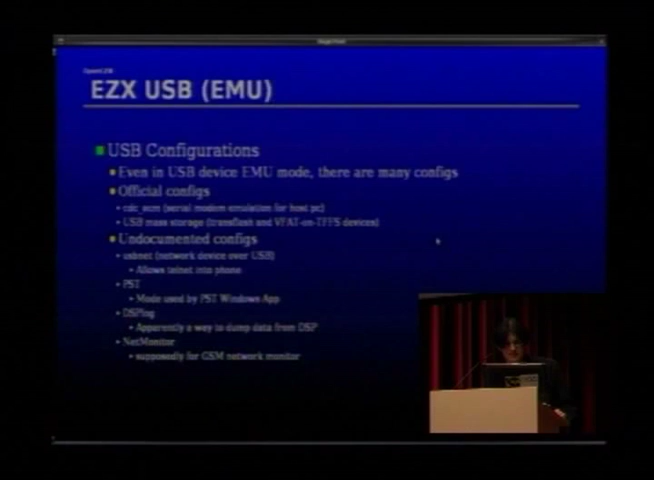 OpenEZX
EZX USB (EMU)
USB Configurations
Even in USB device EMU mode, there are many configs
Official configs
cdc_acm (serial modem emulation for host pc)
USB mass storage (transflash and VFAT-on-TFFS devices)
Undocumented configs
usbnet (network device over USB)
Allows telnet into phone
PST
Mode used by PST Windows App
DSPlog
Apparently a way to dump data from DSP
NetMonitor
supposedly for GSM network monitor